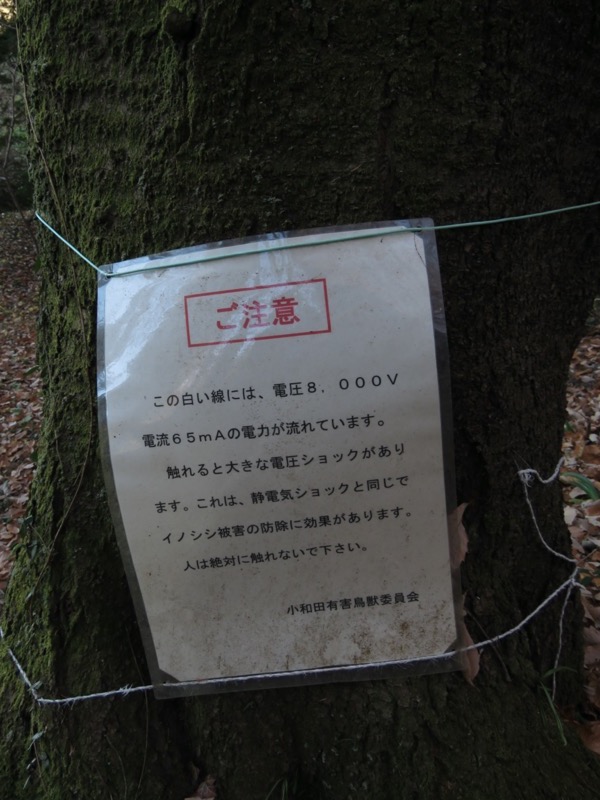 ご注意
この白い線には、電圧８．０００Ｖ
電流６５ｍＡの電力が流れています。
触れると大きな電圧ショックがあり
ます。これは、静電気ショックと同じで
イノシシ被害の防除に効果があります。
人は絶対に触れないで下さい。
小和田有害鳥獣委員会